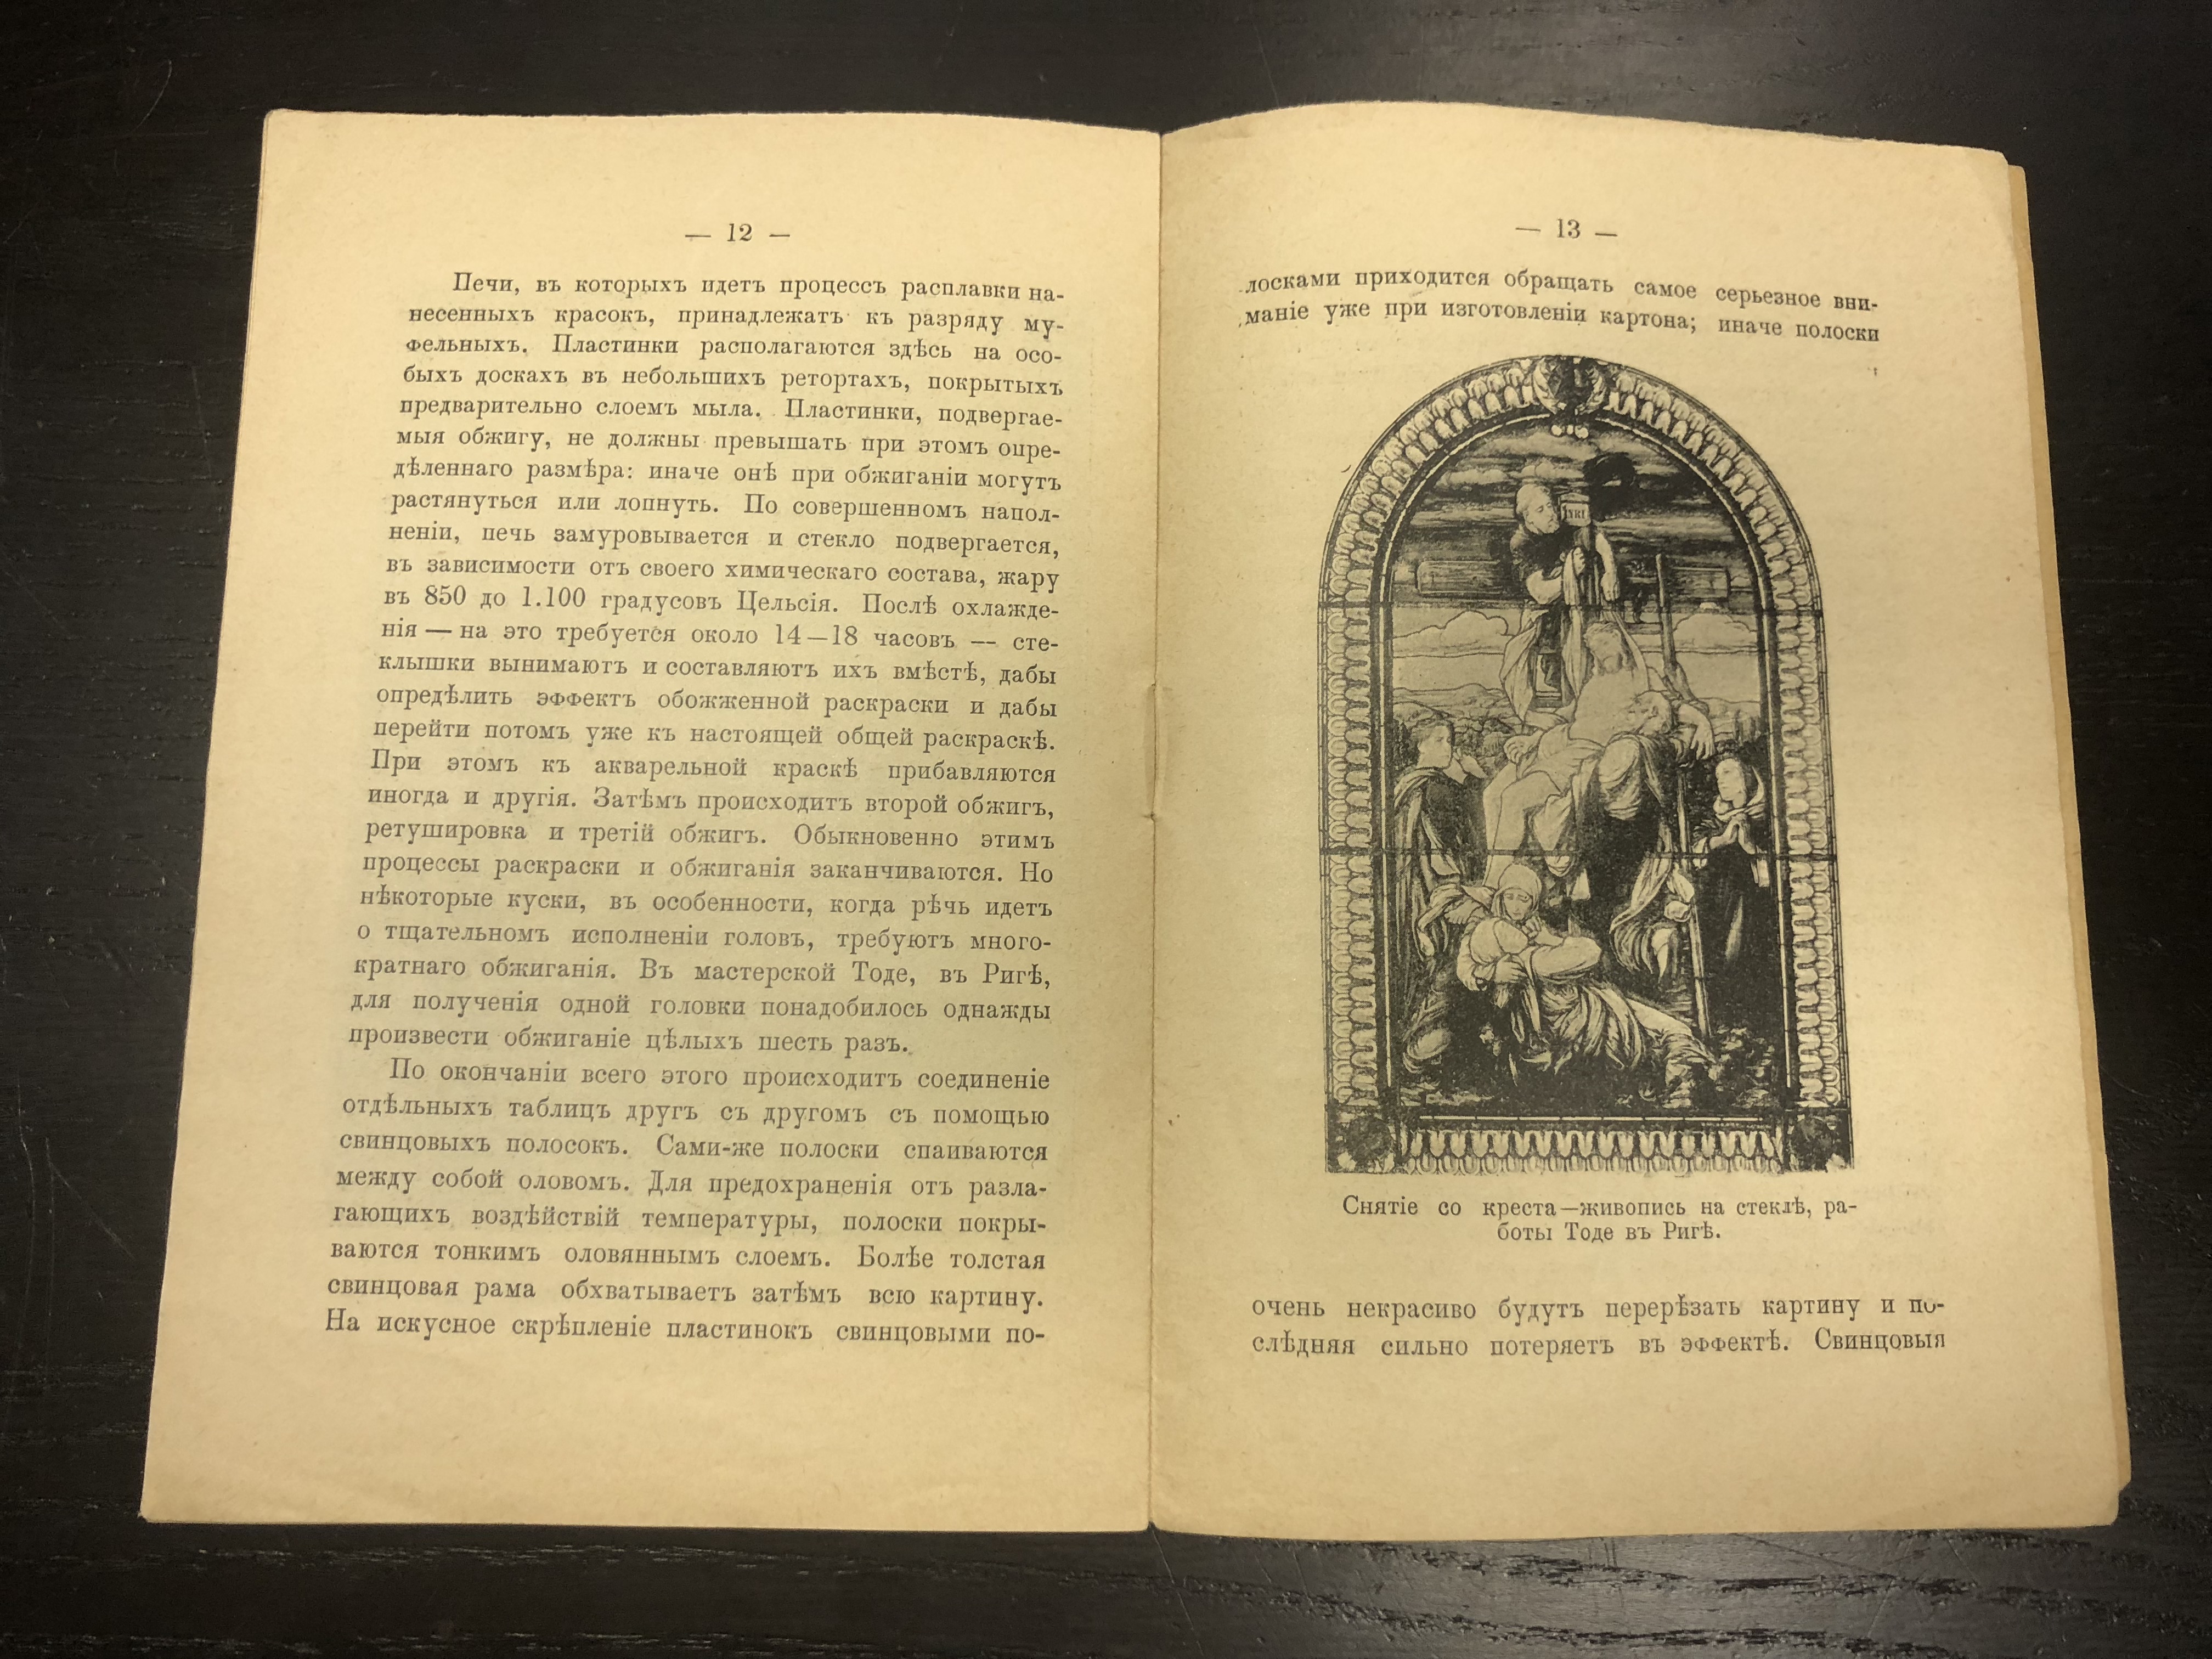 — 12 —
Печи, въ которыхъ идетъ процессъ расплавки на-
несенныхъ красокъ, принадлежатъ къ разряду му-
фельныхъ. Пластинки располагаются здѣсь на осо-
быхъ доскахъ въ небольшихъ ретортахъ, покрытыхъ
предварительно слоемъ мыла. Пластинки, подвергае-
мыя обжигу, не должны превышать при этомъ опре-
дѣленнаго размѣра: иначе онѣ при обжиганіи могутъ
растянуться или лопнуть. По совершенномъ напол-
неніи, печь замуровывается и стекло подвергается,
въ зависимости отъ своего химическаго состава, жару
въ 850 до 1.100 градусовъ Цельсія. Послѣ охлажде-
нія — на это требуется около 14—18 часовъ — сте-
клышки вынимаютъ и составляютъ ихъ вмѣстѣ, дабы
опредѣлить эффектъ обожженной раскраски и дабы
перейти потомъ уже къ настоящей общей раскраскѣ.
При этомъ къ акварельной краскѣ прибавляются
иногда и другія. Затѣмъ происходитъ второй обжигъ,
ретушировка и третій обжигъ. Обыкновенно этимъ
процессы раскраски и обжиганія заканчиваются. Но
нѣкоторые куски, въ особенности, когда рѣчь идетъ
о тщательномъ исполненіи головъ, требуютъ много-
кратнаго обжиганія. Въ мастерской Тоде, въ Ригѣ,
для полученія одной головки понадобилось однажды
произвести обжиганіе цѣлыхъ шесть разъ.
По окончаніи всего этого происходитъ соединеніе
отдѣльныхъ таблицъ другъ съ другомъ съ помощью
свинцовыхъ полосокъ. Сами-же полоски спаиваются
между собой оловомъ. Для предохраненія отъ разла-
гающихъ воздѣйствій температуры, полоски покры-
ваются тонкимъ оловяннымъ слоемъ. Болѣе толстая
свинцовая рама обхватываетъ затѣмъ всю картину.
На искусное скрѣпленіе пластинокъ свинцовыми по-
— 13 —
лосками приходится обращать самое серьезное вни-
маніе уже при изготовленіи картона; иначе полоски
INRI
Снятіе со креста—живопись на стеклѣ, ра-
боты Тоде въ Ригѣ.
очень некрасиво будутъ перерѣзать картину и по-
слѣдняя сильно потеряетъ въ эффектѣ. Свинцовыя